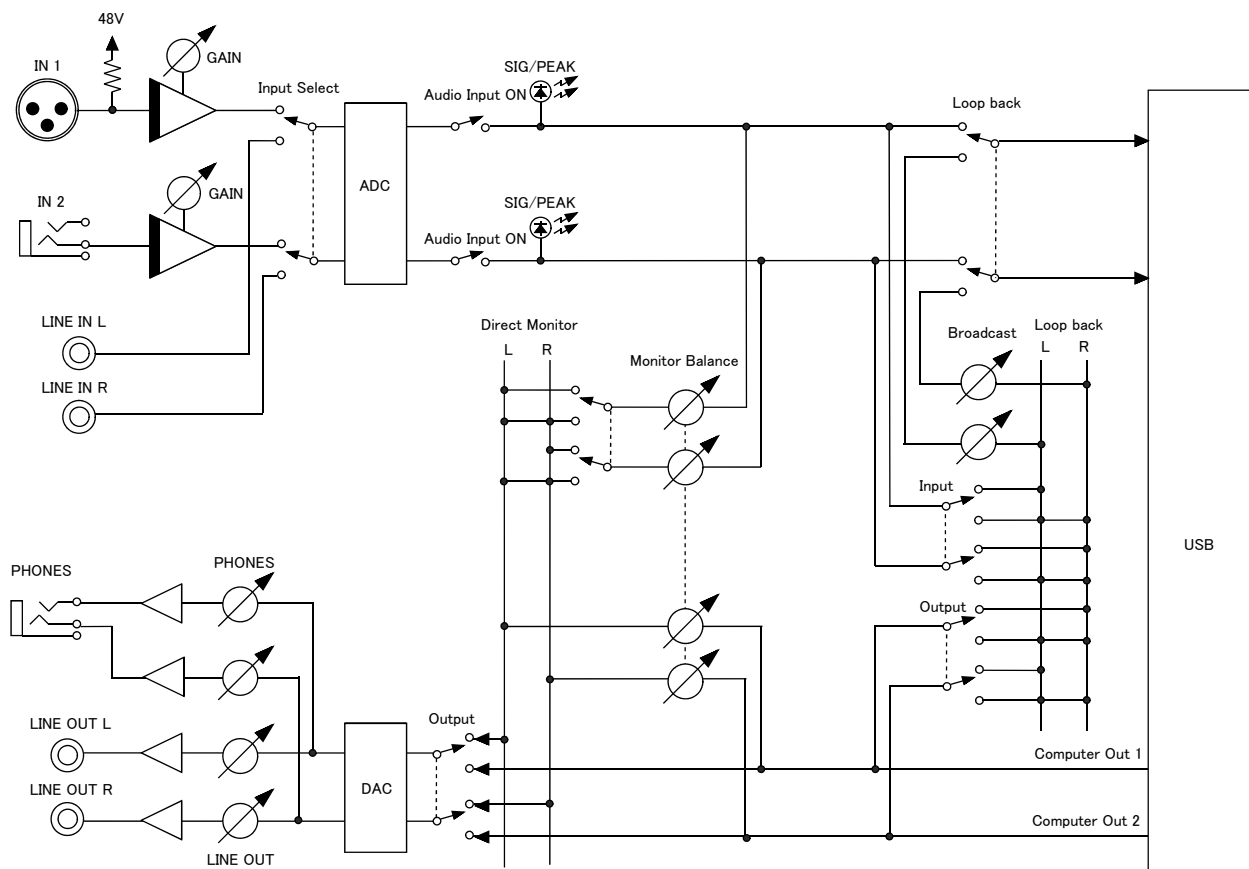 48V
IN 1
GAIN
Input Select
SIG/PEAK
Audio Input ON
Loop back
ADC
IN 2
GAIN
SIG/PEAK
Audio Input ON
LINE IN L
LINE IN R
Direct Monitor
L R
Monitor Balance
Broadcast
Loop back
L R
Input
USB
Output
PHONES
PHONES
LINE OUT L
LINE OUT R
LINE OUT
DAC
Output
Computer Out 1
Computer Out 2